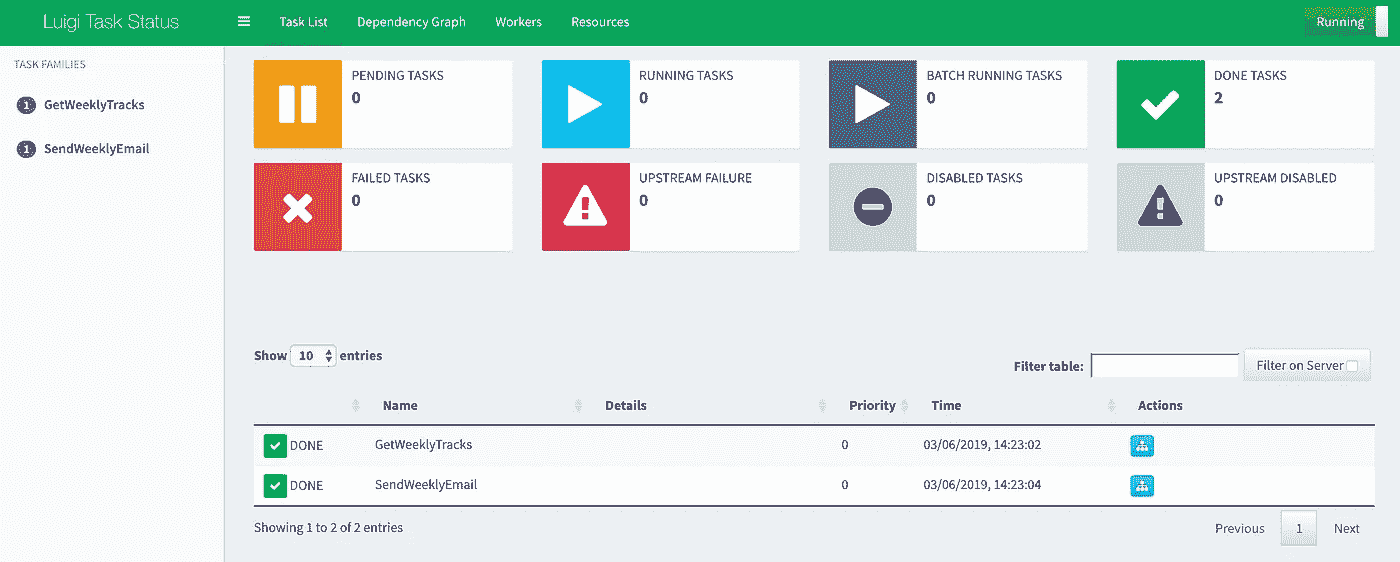 Luigi Task Status Task List Dependency Graph Workers Resources Running
TASK FAMILIES
1 GetWeeklyTracks
1 SendWeeklyEmail
PENDING TASKS
0
RUNNING TASKS
0
BATCH RUNNING TASKS
0
DONE TASKS
2
FAILED TASKS
0
UPSTREAM FAILURE
0
DISABLED TASKS
0
UPSTREAM DISABLED
0
Show 10 entries
Filter table: Filter on Server
Name Details Priority Time Actions
DONE GetWeeklyTracks 0 03/06/2019, 14:23:02
DONE SendWeeklyEmail 0 03/06/2019, 14:23:04
Showing 1 to 2 of 2 entries
Previous 1 Next